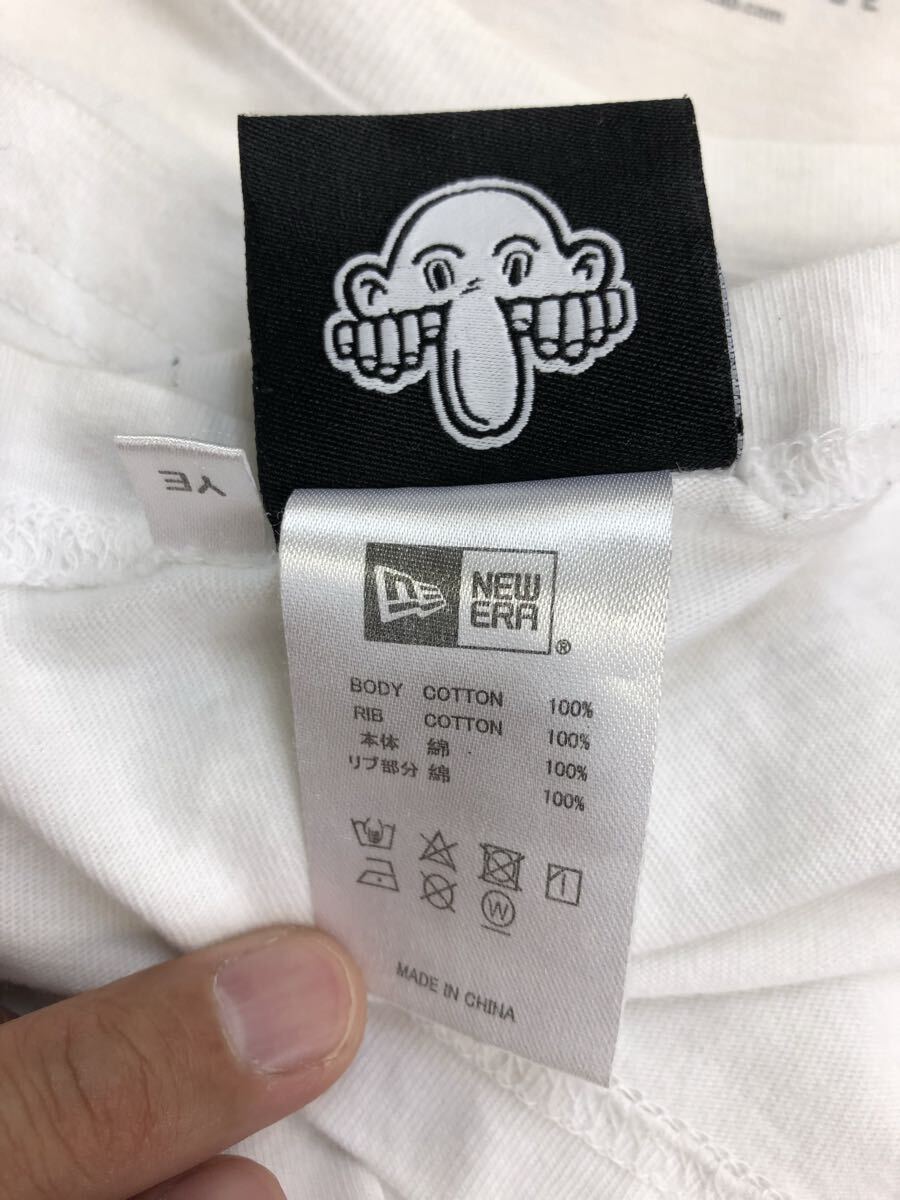 YE
NEW
ERA
®
BODY COTTON 100%
RIB COTTON 100%
本体 綿 100%
リブ部分 綿 100%
W
MADE IN CHINA